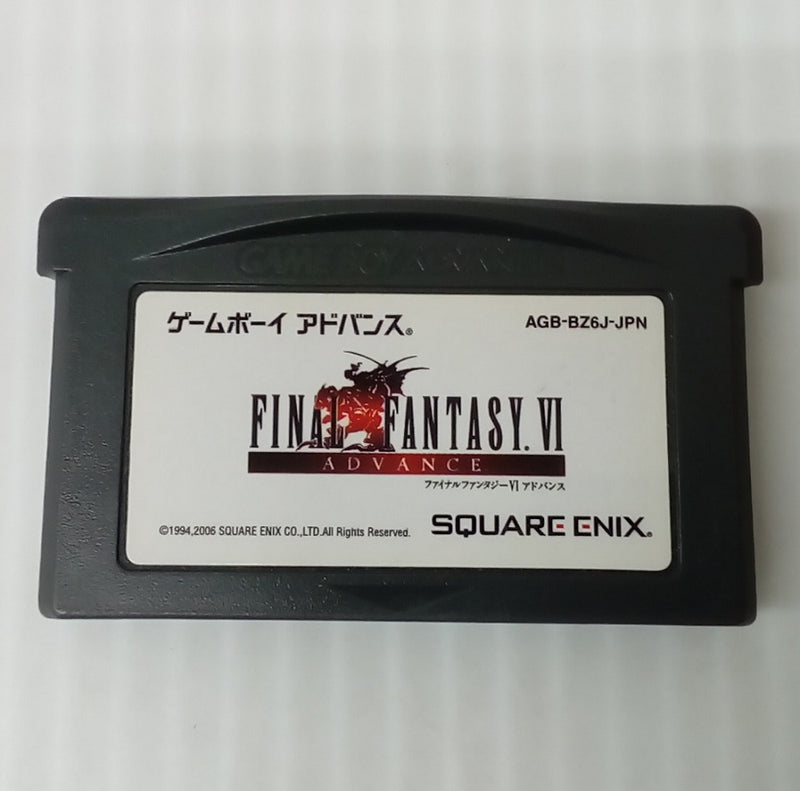 GAME BOY ADVANCE
ゲームボーイ アドバンス®
AGB-BZ6J-JPN
FINAL FANTASY. VI
ADVANCE
ファイナルファンタジーVI アドバンス
©1994,2006 SQUARE ENIX CO.,LTD.All Rights Reserved.
SQUARE ENIX®